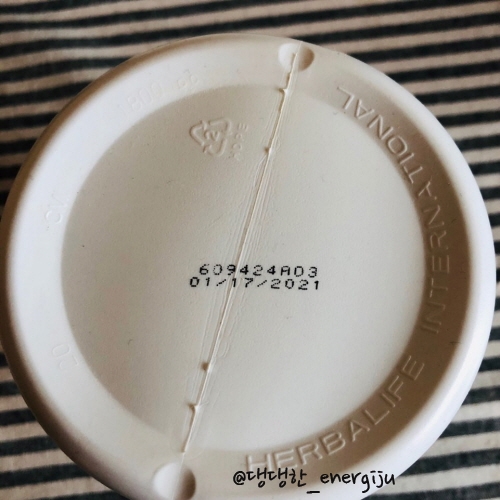 HERBALIFE INTERNATIONAL
609424A03
01/17/2021
@댕댕한_energiju